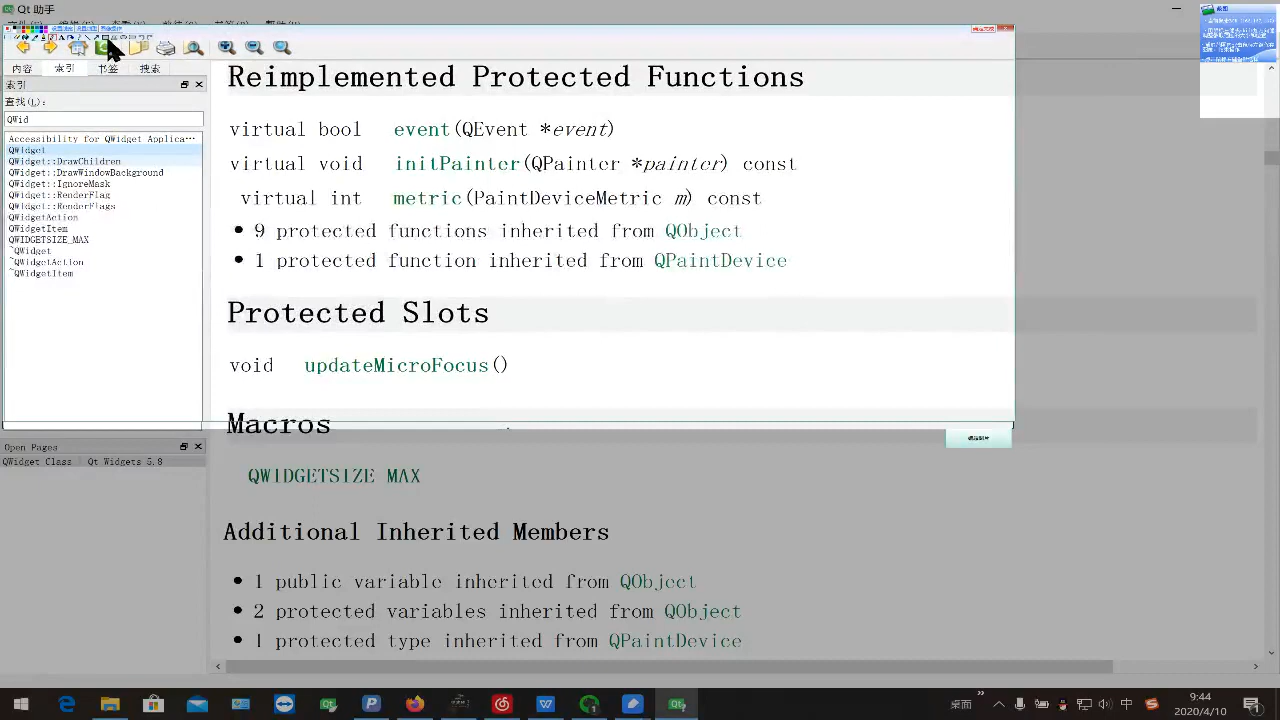 Qt 助手
内容 索引 书签 搜索
索引
查找(L):
QWid
Accessibility for QWidget Applica···
QWidget
QWidget::DrawChildren
QWidget::DrawWindowBackground
QWidget::IgnoreMask
QWidget::RenderFlag
QWidget::RenderFlags
QWidgetAction
QWidgetItem
QWIDGETSIZE_MAX
~QWidget
~QWidgetAction
~QWidgetItem
Open Pages
QWidget Class | Qt Widgets 5.8
Reimplemented Protected Functions
virtual bool event(QEvent *event)
virtual void initPainter(QPainter *painter) const
virtual int metric(PaintDeviceMetric m) const
• 9 protected functions inherited from QObject
• 1 protected function inherited from QPaintDevice
Protected Slots
void updateMicroFocus()
Macros
QWIDGETSIZE MAX
Additional Inherited Members
• 1 public variable inherited from QObject
• 2 protected variables inherited from QObject
• 1 protected type inherited from QPaintDevice
截图
桌面
中
9:44
2020/4/10